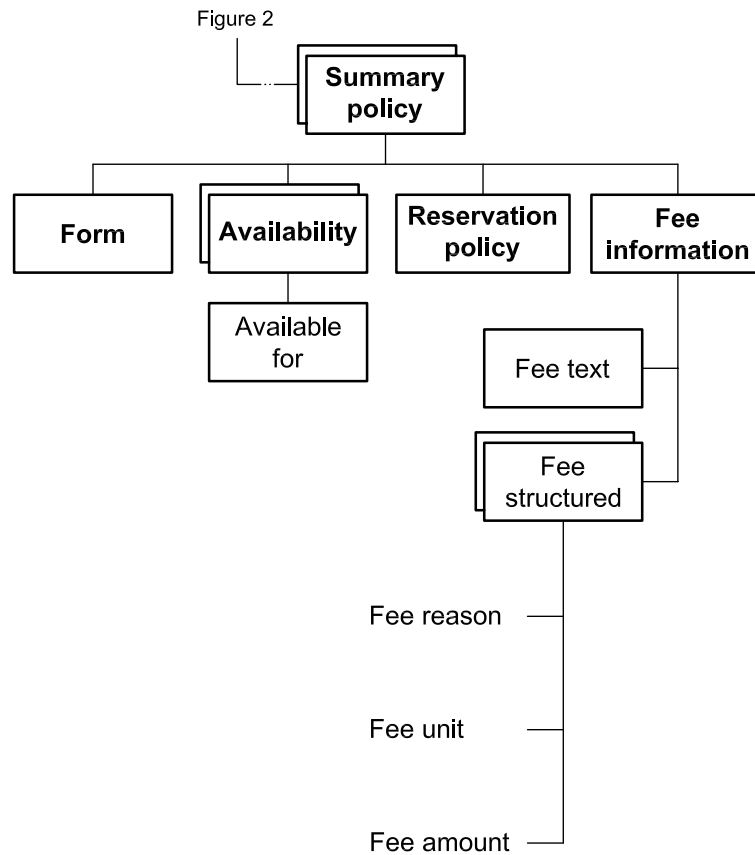 Figure 2
Summary
policy
Form
Availability
Reservation
policy
Fee
information
Available
for
Fee text
Fee
structured
Fee reason
Fee unit
Fee amount